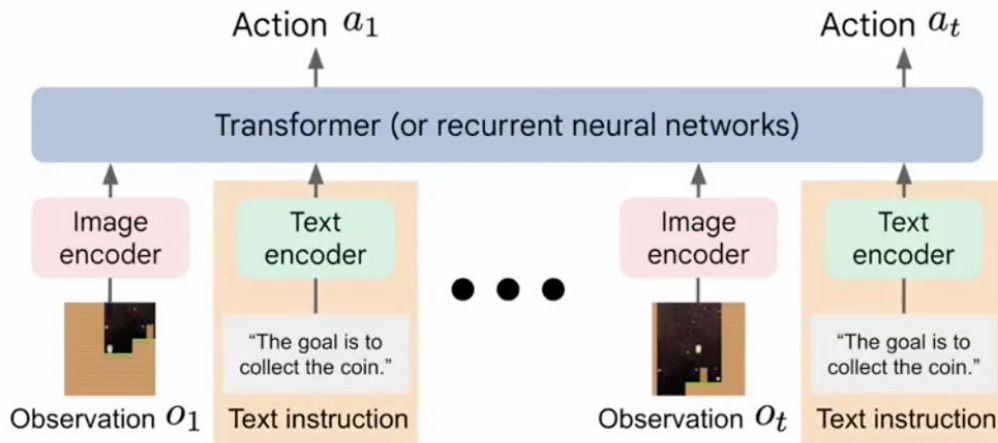 Action a₁
Action aₜ
Transformer (or recurrent neural networks)
Image
encoder
Text
encoder
Image
encoder
Text
encoder
"The goal is to
collect the coin."
"The goal is to
collect the coin."
Observation o₁
Text instruction
Observation oₜ
Text instruction